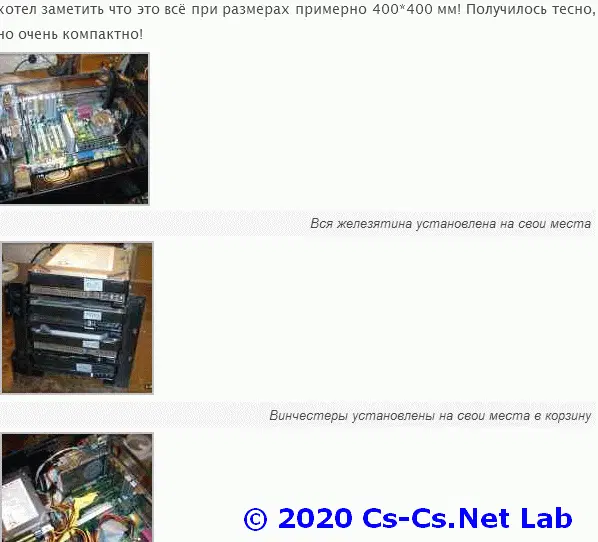 хотел заметить что это всё при размерах примерно 400*400 мм! Получилось тесно,
но очень компактно!
Вся железятина установлена на свои места
Винчестеры установлены на свои места в корзину
© 2020 Cs-Cs.Net Lab